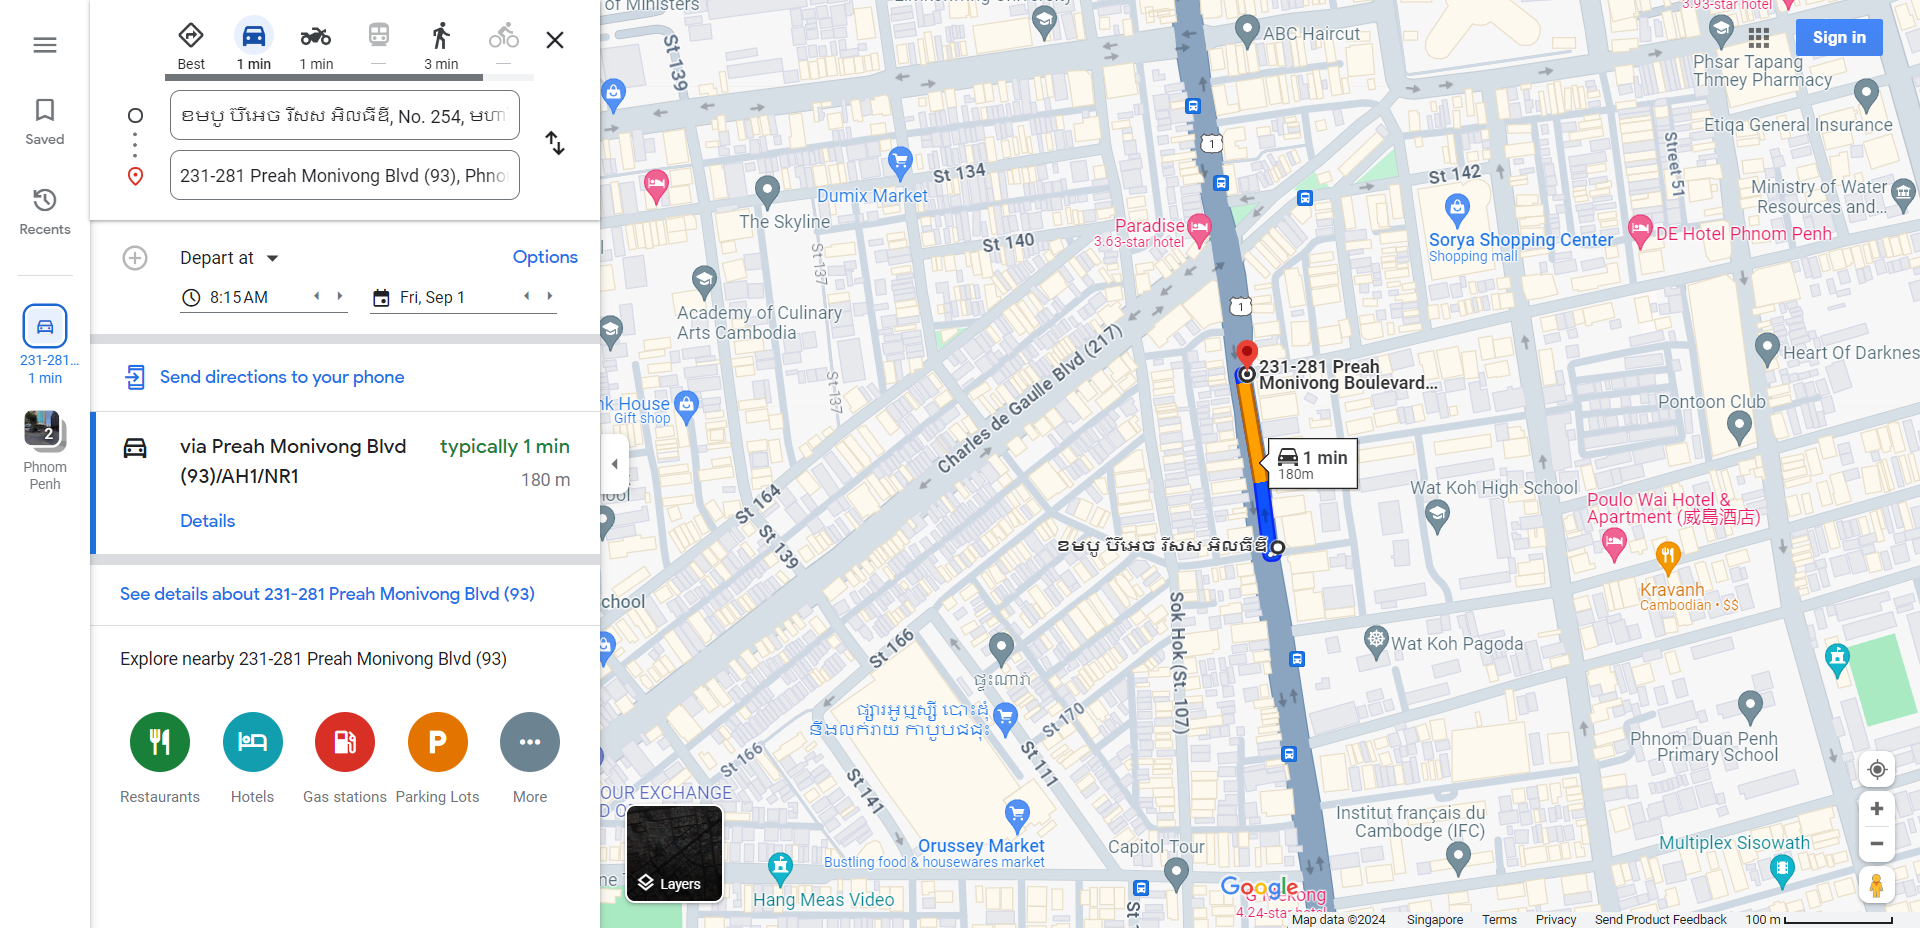 Best
1 min
1 min
—
3 min
—
ខមបូ ប៊ីអេច រីសស អិលធីឌី, No. 254, មហា
231-281 Preah Monivong Blvd (93), Phno
Saved
Recents
231-281...
1 min
2
Phnom
Penh
Depart at
Options
8:15 AM
Fri, Sep 1
Send directions to your phone
via Preah Monivong Blvd
(93)/AH1/NR1
typically 1 min
180 m
Details
See details about 231-281 Preah Monivong Blvd (93)
Explore nearby 231-281 Preah Monivong Blvd (93)
Restaurants
Hotels
Gas stations
Parking Lots
More
P
of Ministers
St 139
ABC Haircut
3.93-star hotel
Sign in
Phsar Tapang
Thmey Pharmacy
Etiqa General Insurance
Street 51
1
St 134
Dumix Market
The Skyline
St 137
St 140
Paradise
3.63-star hotel
St 142
Sorya Shopping Center
Shopping mall
DE Hotel Phnom Penh
Ministry of Water
Resources and...
Academy of Culinary
Arts Cambodia
1
Charles de Gaulle Blvd (217)
St 137
231-281 Preah
Monivong Boulevard...
Heart Of Darknes
Pontoon Club
nk House
Gift shop
1 min
180m
Wat Koh High School
Poulo Wai Hotel &
Apartment (威島酒店)
St 164
St 139
ខមបូ ប៊ីអេច រីសស អិលធីឌី
Kravanh
Cambodian • $$
chool
Sok Hok (St. 107)
St 166
Wat Koh Pagoda
ផ្ទះណារ៉ា
ផ្សារអូឬស្សី បោះដុំ
និងលក់រាយ កាបូបជជុះ
St 170
St 111
St 166
St 141
Phnom Duan Penh
Primary School
OUR EXCHANGE
Institut français du
Cambodge (IFC)
Orussey Market
Bustling food & housewares market
Capitol Tour
Multiplex Sisowath
Layers
Hang Meas Video
Google
4.24-star hotel
St
Map data ©2024
Singapore
Terms
Privacy
Send Product Feedback
100 m